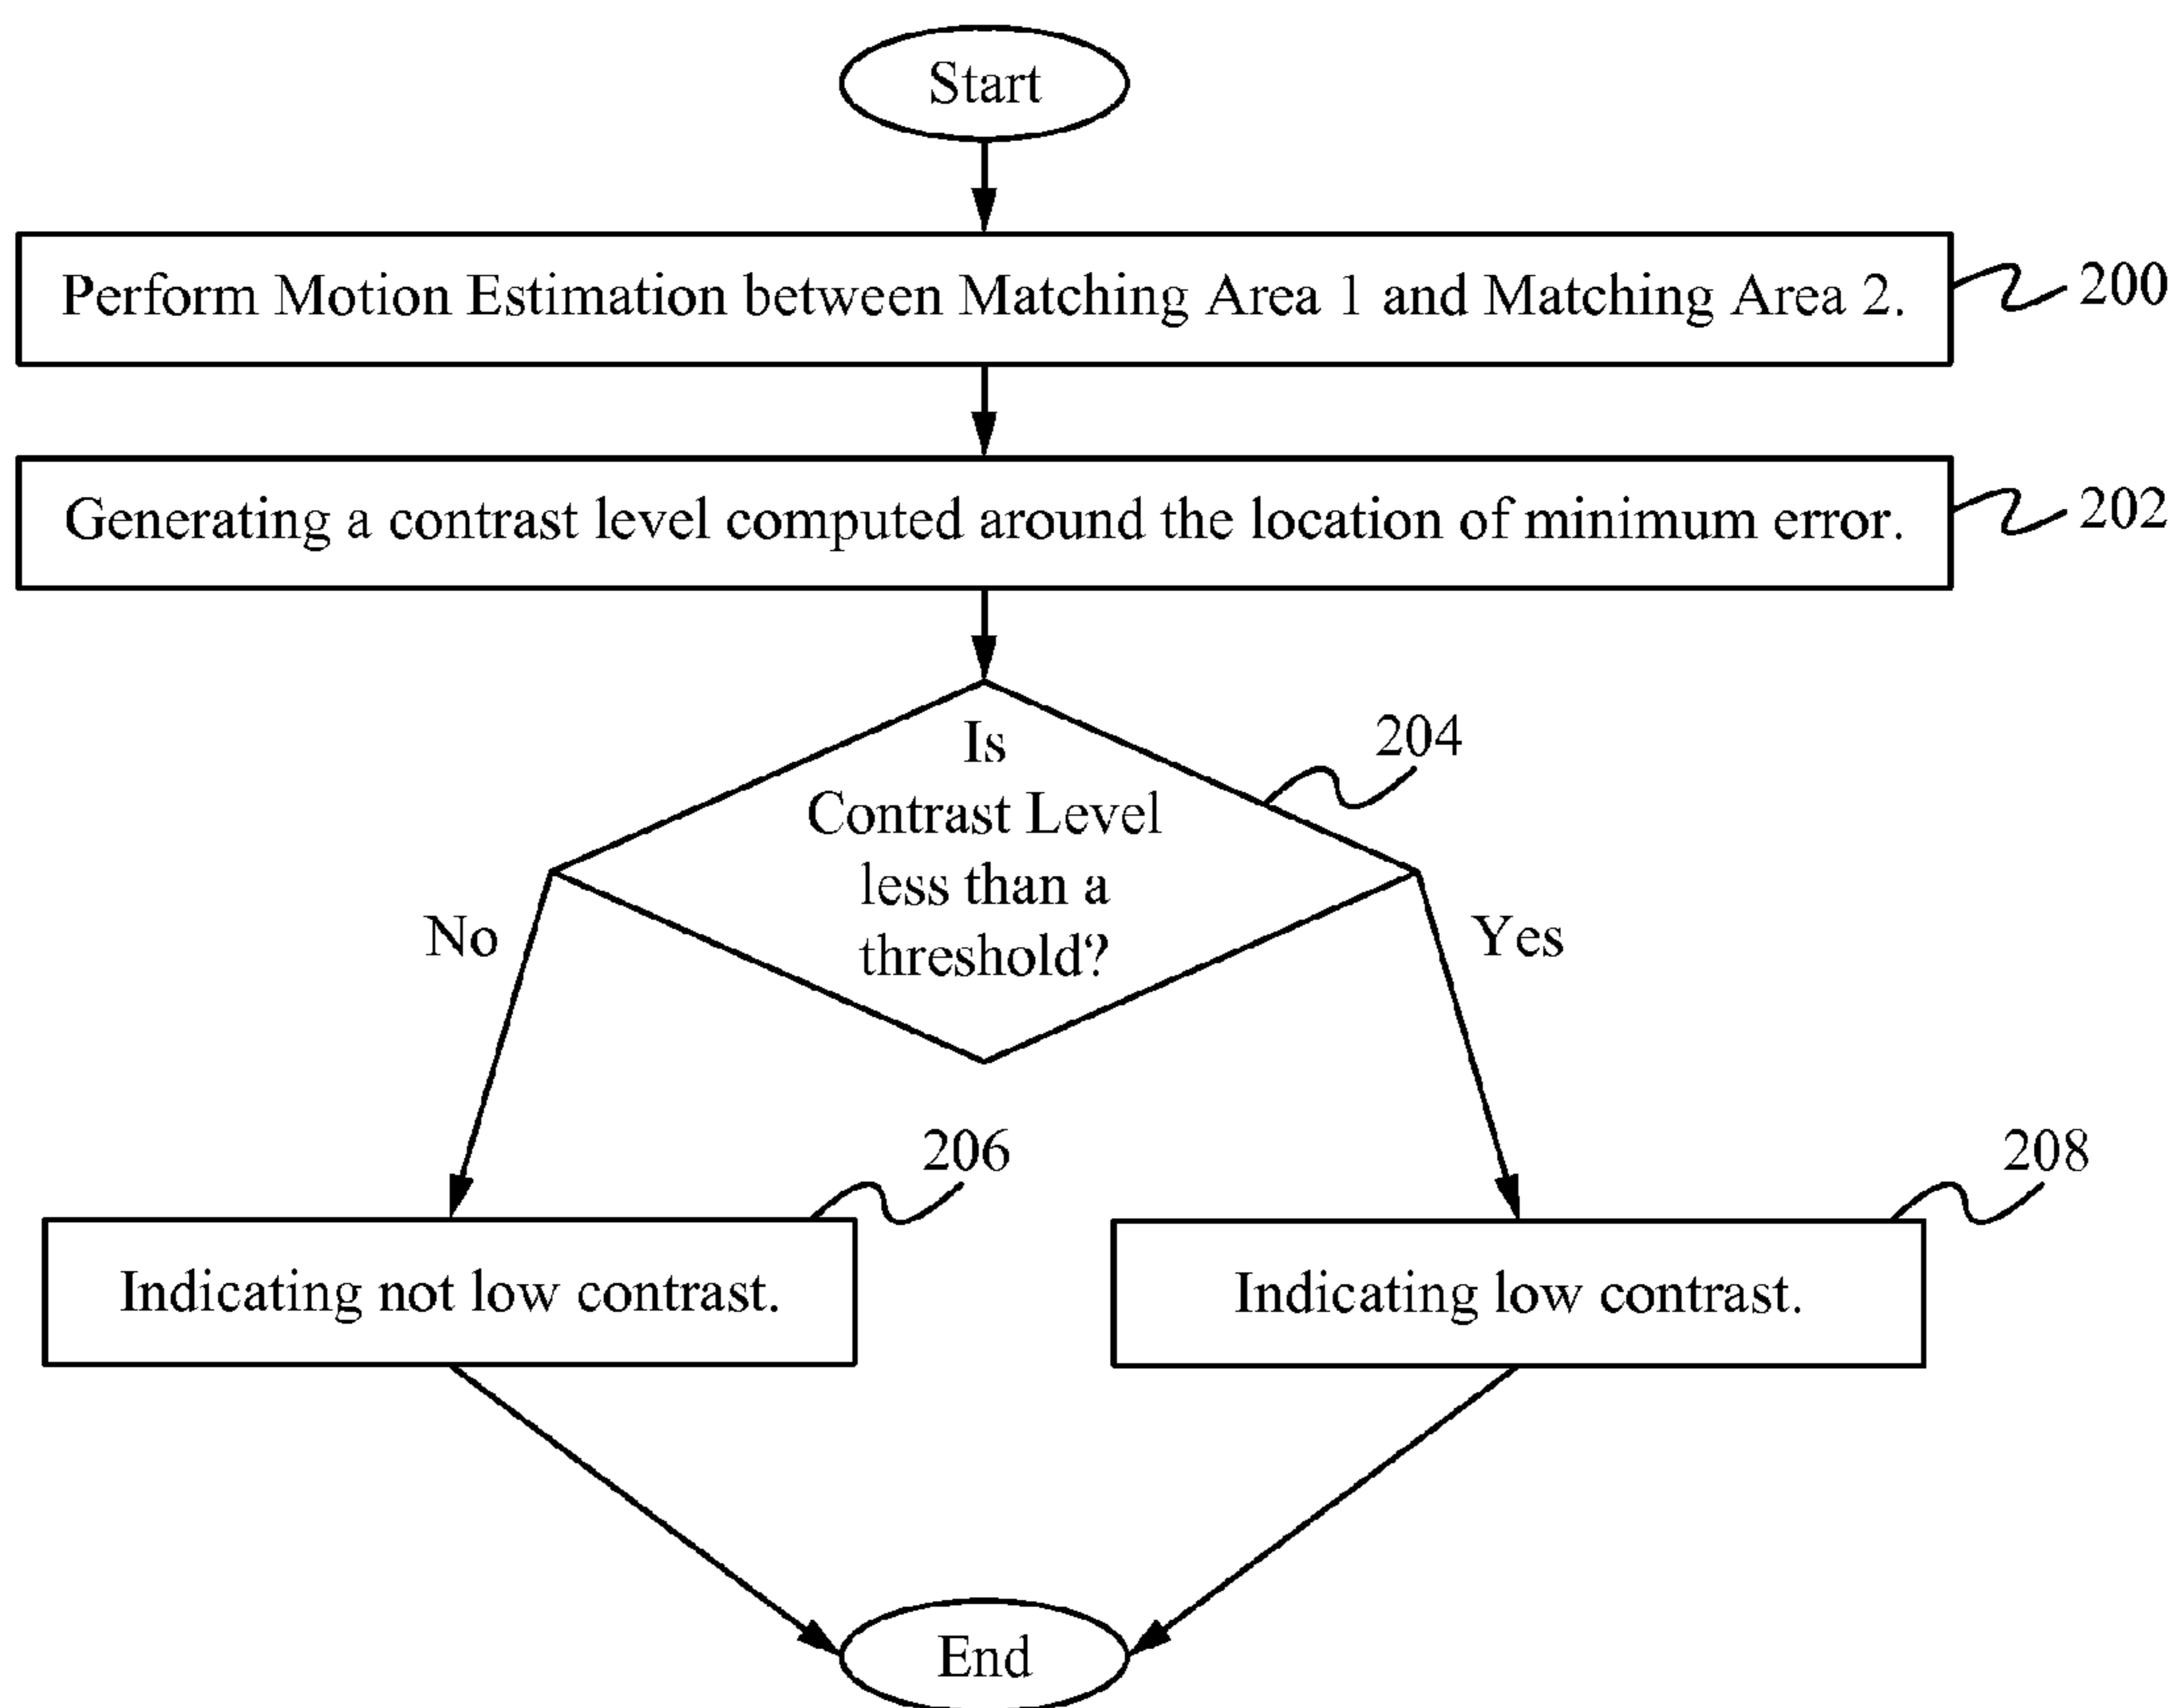 Start
Perform Motion Estimation between Matching Area 1 and Matching Area 2.
200
Generating a contrast level computed around the location of minimum error.
202
Is
Contrast Level
less than a
threshold?
204
No
Yes
206
208
Indicating not low contrast.
Indicating low contrast.
End